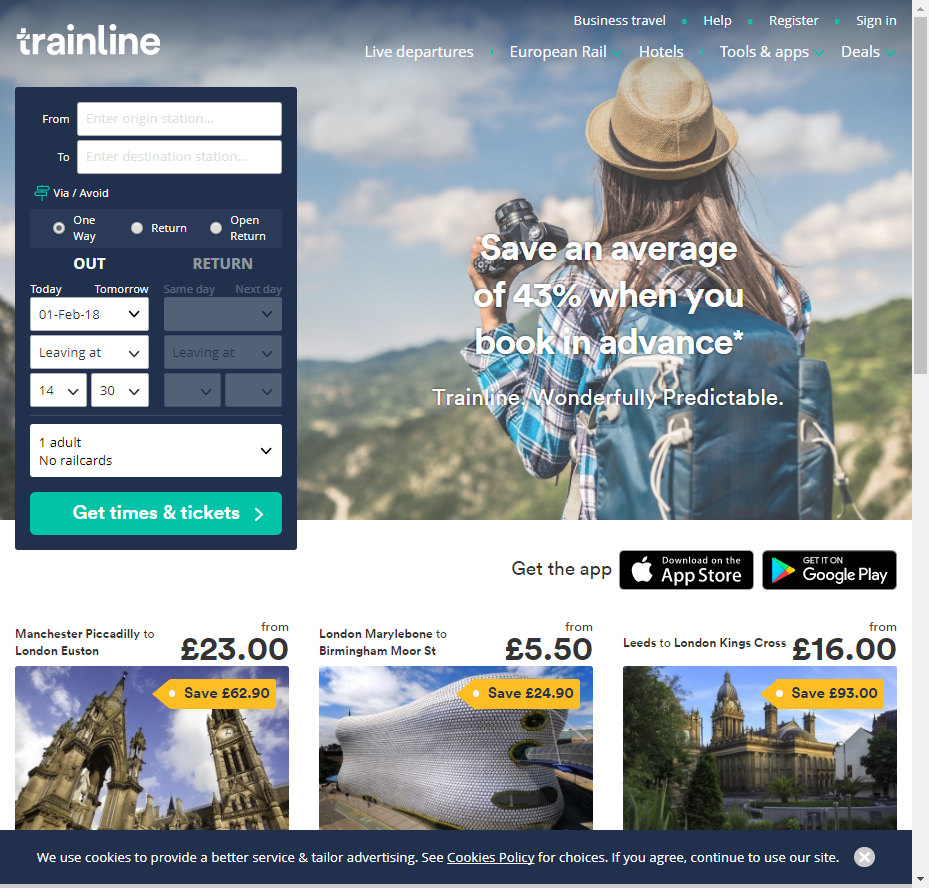 trainline
Business travel • Help • Register • Sign in
Live departures • European Rail Hotels • Tools & apps Deals
From Enter origin station...
To Enter destination station...
Via / Avoid
One Way
Return
Open Return
OUT RETURN
Today Tomorrow Same day Next day
01-Feb-18
Leaving at Leaving at
14 30
1 adult
No railcards
Get times & tickets
Save an average
of 43% when you
book in advance*
Trainline. Wonderfully Predictable.
Get the app
Download on the
App Store
GET IT ON
Google Play
Manchester Piccadilly to
London Euston
from
£23.00
Save £62.90
London Marylebone to
Birmingham Moor St
from
£5.50
Save £24.90
Leeds to London Kings Cross
from
£16.00
Save £93.00
We use cookies to provide a better service & tailor advertising. See Cookies Policy for choices. If you agree, continue to use our site.